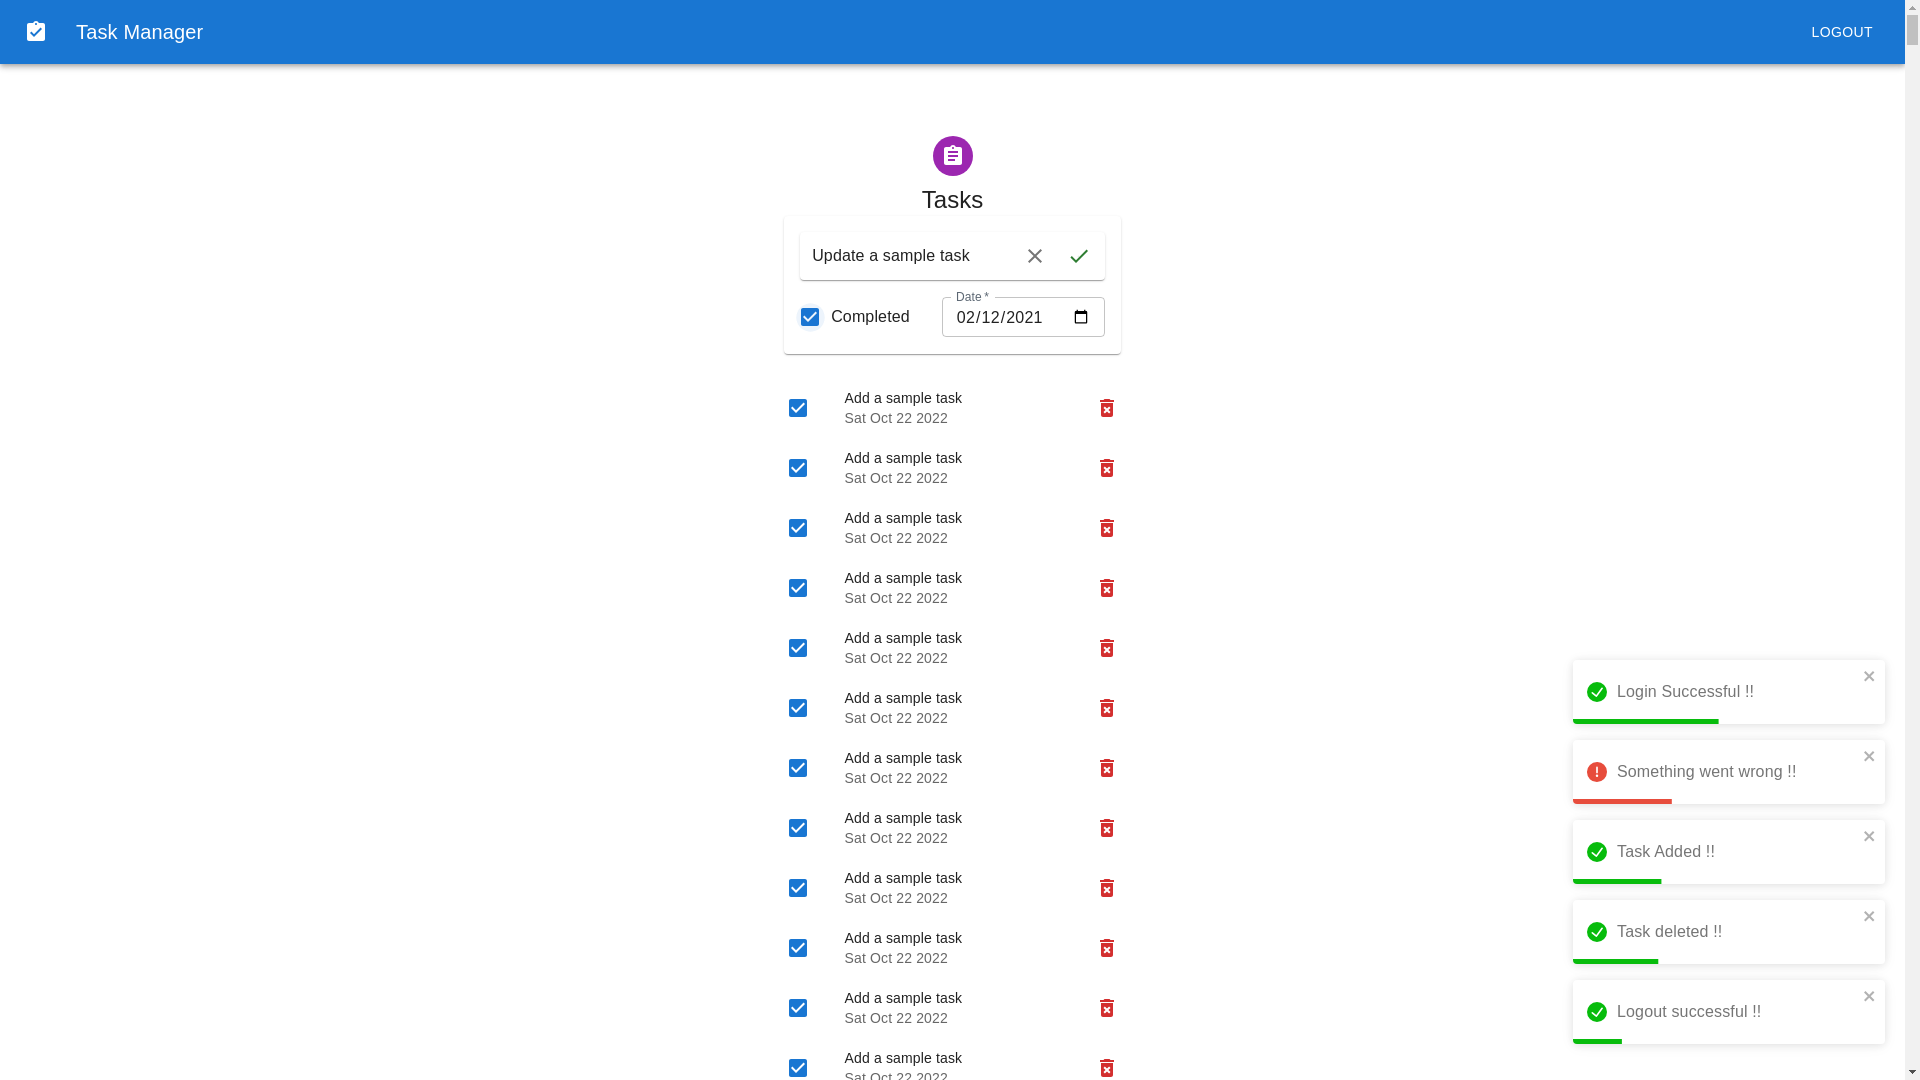 Task Manager
LOGOUT
Tasks
Update a sample task
Completed
Date *
02/12/2021
Add a sample task
Sat Oct 22 2022
Add a sample task
Sat Oct 22 2022
Add a sample task
Sat Oct 22 2022
Add a sample task
Sat Oct 22 2022
Add a sample task
Sat Oct 22 2022
Add a sample task
Sat Oct 22 2022
Add a sample task
Sat Oct 22 2022
Add a sample task
Sat Oct 22 2022
Add a sample task
Sat Oct 22 2022
Add a sample task
Sat Oct 22 2022
Add a sample task
Sat Oct 22 2022
Add a sample task
Sat Oct 22 2022
Login Successful !!
Something went wrong !!
Task Added !!
Task deleted !!
Logout successful !!